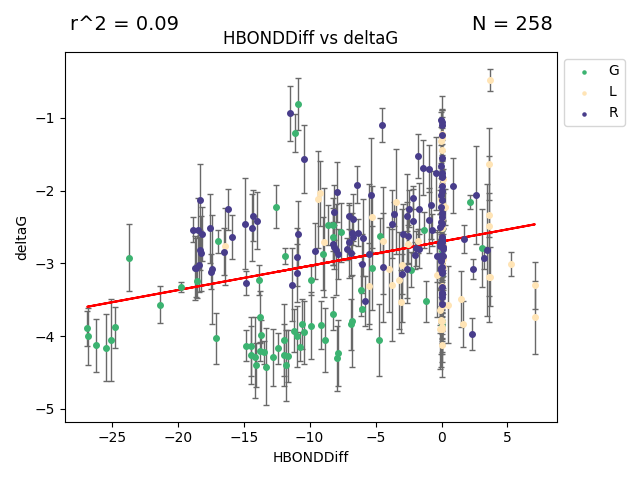 r^2 = 0.09 N = 258
HBONDDiff vs deltaG
G
L
R
−1
−2
−3
−4
−5
deltaG
−25 −20 −15 −10 −5 0 5
HBONDDiff